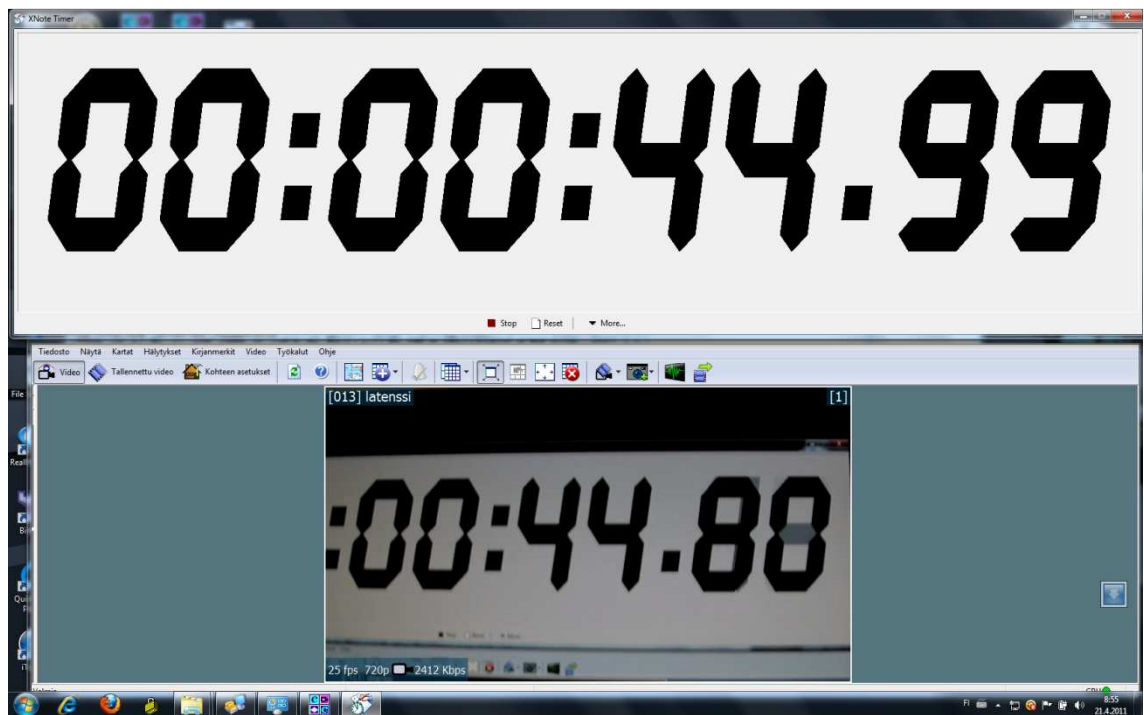 XNote Timer
00:00:44.99
Stop Reset More...
Tiedosto Näytä Kartat Hälytykset Kirjanmerkit Video Työkalut Ohje
Video Tallennettu video Kohteen asetukset
File
[013] latenssi [1]
:00:44.80
25 fps 720p 2412 Kbps
FI 8:55
21.4.2011